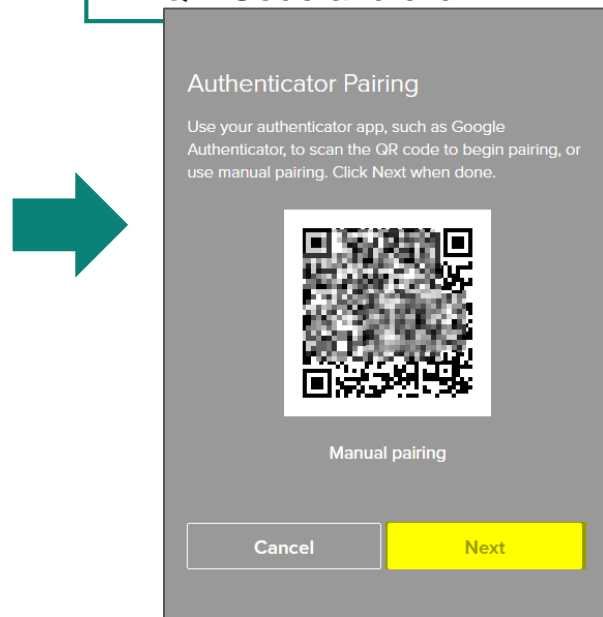 Authenticator Pairing
Use your authenticator app, such as Google
Authenticator, to scan the QR code to begin pairing, or
use manual pairing. Click Next when done.
Manual pairing
Cancel
Next